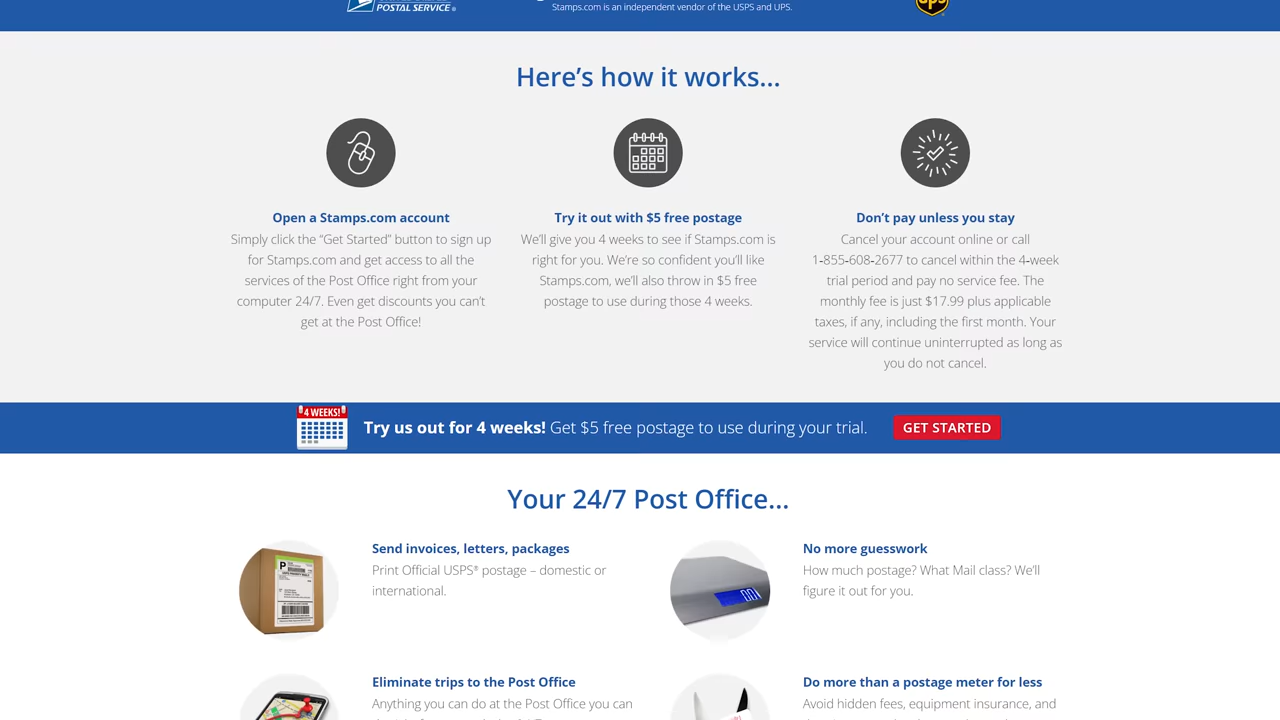 POSTAL SERVICE®
Stamps.com is an independent vendor of the USPS and UPS.
ups
Here’s how it works...
Open a Stamps.com account
Simply click the “Get Started” button to sign up
for Stamps.com and get access to all the
services of the Post Office right from your
computer 24/7. Even get discounts you can’t
get at the Post Office!
Try it out with $5 free postage
We’ll give you 4 weeks to see if Stamps.com is
right for you. We’re so confident you’ll like
Stamps.com, we’ll also throw in $5 free
postage to use during those 4 weeks.
Don’t pay unless you stay
Cancel your account online or call
1-855-608-2677 to cancel within the 4-week
trial period and pay no service fee. The
monthly fee is just $17.99 plus applicable
taxes, if any, including the first month. Your
service will continue uninterrupted as long as
you do not cancel.
4 WEEKS!
Try us out for 4 weeks! Get $5 free postage to use during your trial.
GET STARTED
Your 24/7 Post Office...
Send invoices, letters, packages
Print Official USPS® postage – domestic or
international.
P
No more guesswork
How much postage? What Mail class? We’ll
figure it out for you.
Eliminate trips to the Post Office
Anything you can do at the Post Office you can
Do more than a postage meter for less
Avoid hidden fees, equipment insurance, and